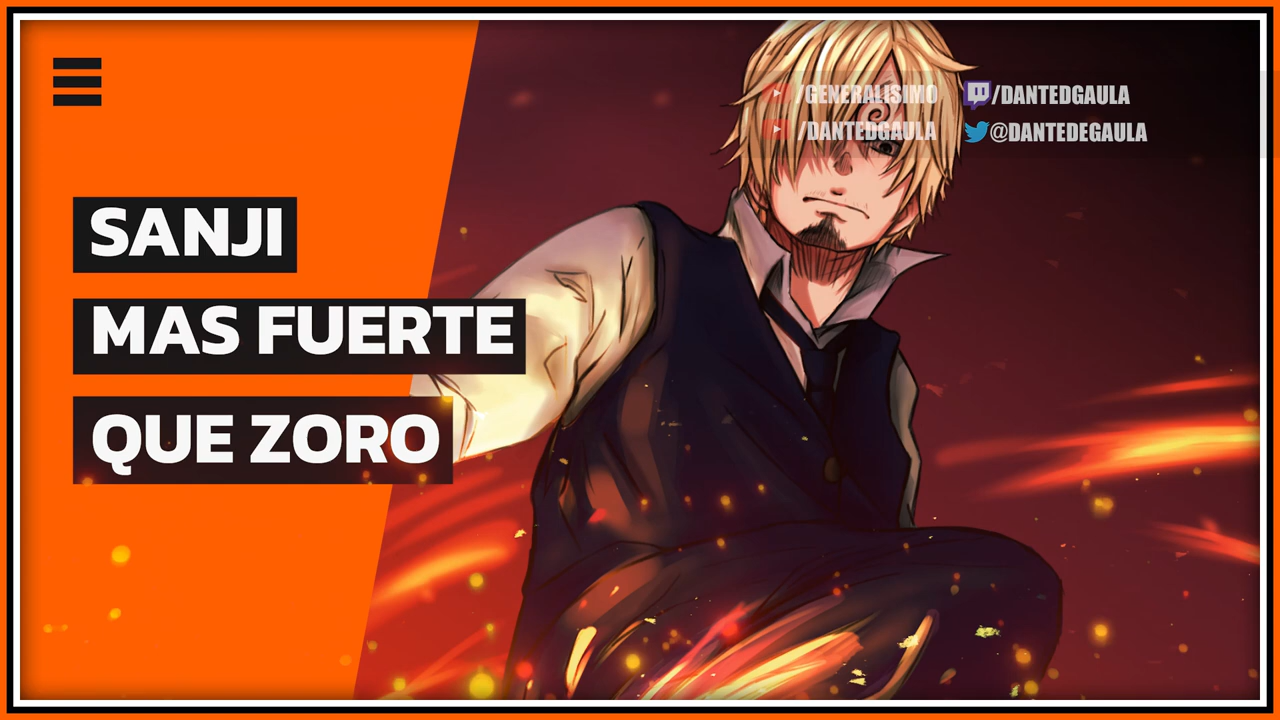 SANJI
MAS FUERTE
QUE ZORO
/GENERALISIMO
/DANTEDGAULA
/DANTEDGAULA
@DANTEDEGAULA